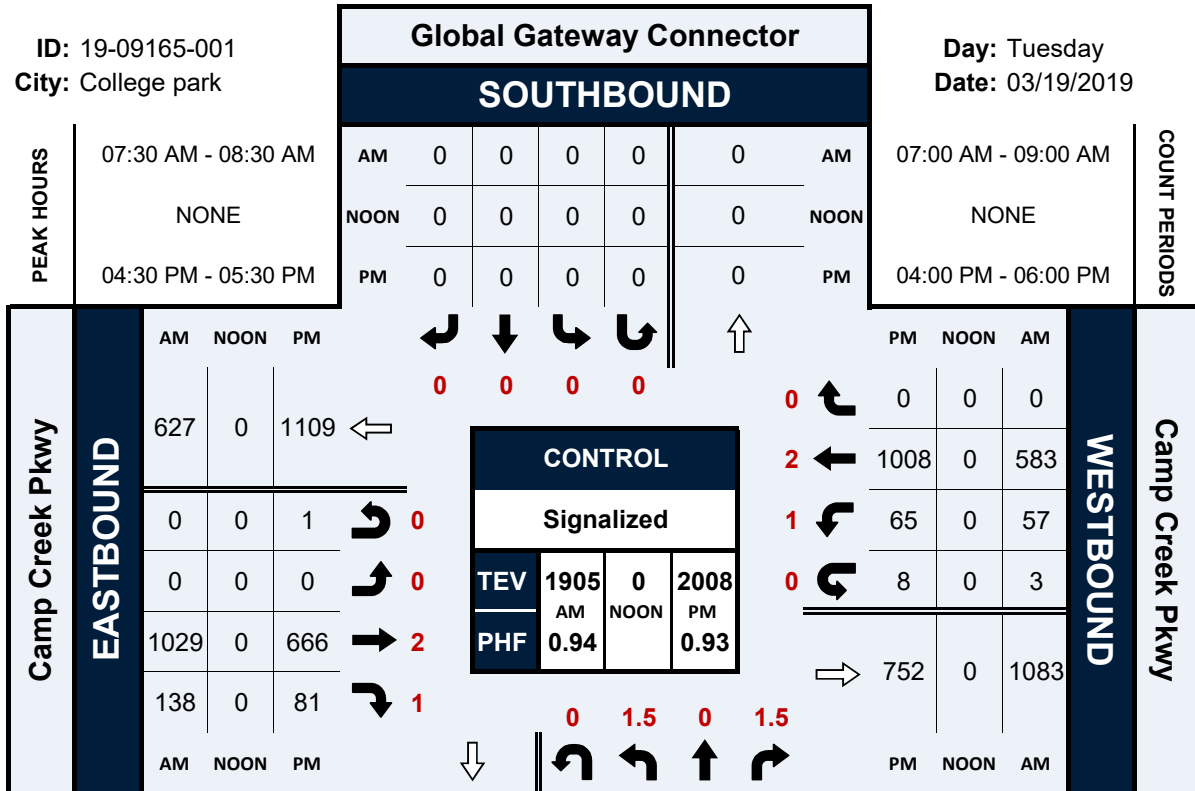 ID: 19-09165-001
City: College park
Global Gateway Connector
SOUTHBOUND
Day: Tuesday
Date: 03/19/2019
PEAK HOURS
07:30 AM - 08:30 AM
NONE
04:30 PM - 05:30 PM
AM 0 0 0 0 0 AM
NOON 0 0 0 0 0 NOON
PM 0 0 0 0 0 PM
07:00 AM - 09:00 AM
NONE
04:00 PM - 06:00 PM
COUNT PERIODS
0 0 0 0
Camp Creek Pkwy
EASTBOUND
AM NOON PM
627 0 1109
0 0 1 0
0 0 0 0
1029 0 666 2
138 0 81 1
AM NOON PM
CONTROL
Signalized
TEV 1905 0 2008
AM NOON PM
PHF 0.94 0.93
PM NOON AM
0 0 0 0
2 1008 0 583
1 65 0 57
0 8 0 3
752 0 1083
PM NOON AM
WESTBOUND
Camp Creek Pkwy
0 1.5 0 1.5